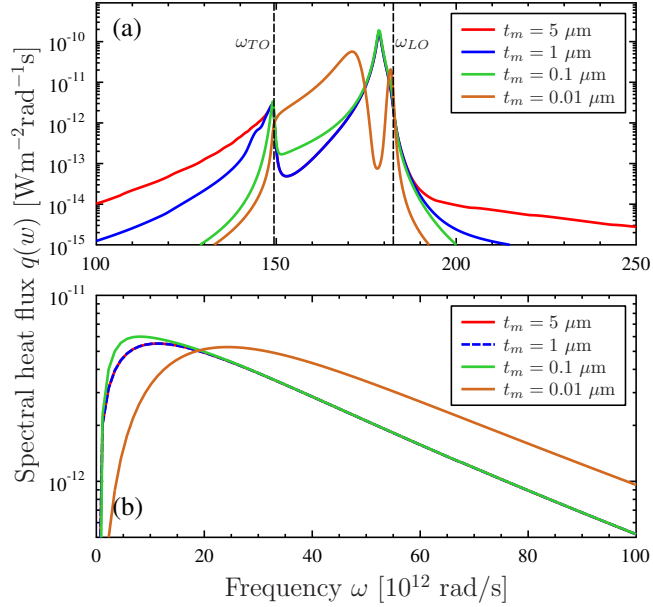 Spectral heat flux q(w) [Wm⁻²rad⁻¹s]
(a)
ω_TO
ω_LO
t_m = 5 μm
t_m = 1 μm
t_m = 0.1 μm
t_m = 0.01 μm
10⁻¹⁰
10⁻¹¹
10⁻¹²
10⁻¹³
10⁻¹⁴
10⁻¹⁵
100 150 200 250
10⁻¹¹
t_m = 5 μm
t_m = 1 μm
t_m = 0.1 μm
t_m = 0.01 μm
10⁻¹²
(b)
0 20 40 60 80 100
Frequency ω [10¹² rad/s]